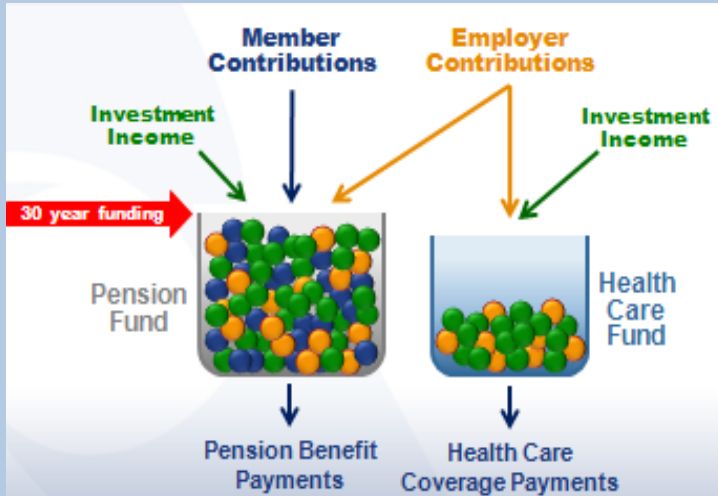 Member
Contributions
Employer
Contributions
Investment
Income
Investment
Income
30 year funding
Pension
Fund
Health
Care
Fund
Pension Benefit
Payments
Health Care
Coverage Payments